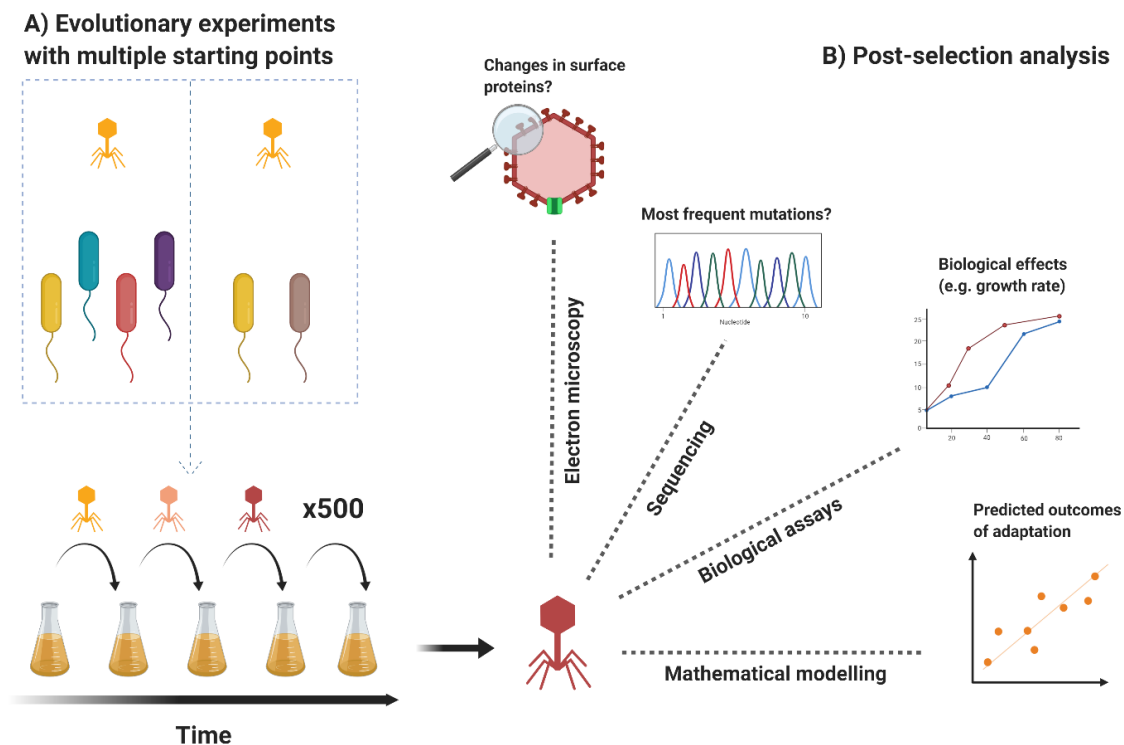 A) Evolutionary experiments
with multiple starting points
x500
Time
B) Post-selection analysis
Changes in surface
proteins?
Electron microscopy
Most frequent mutations?
1
Nucleotide
10
Sequencing
Biological effects
(e.g. growth rate)
25
20
15
10
5
0
20
40
60
80
Biological assays
Predicted outcomes
of adaptation
Mathematical modelling